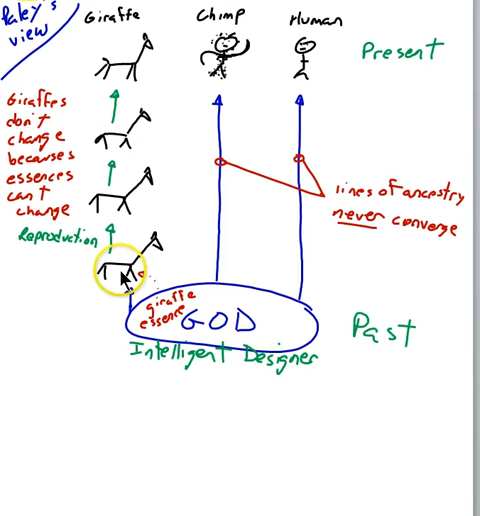 Paley's
view
Giraffe
Chimp
Human
Present
Giraffes
don't
change
becauses
essences
can't
change
Reproduction
lines of ancestry
never converge
giraffe
essence
GOD
Intelligent Designer
Past